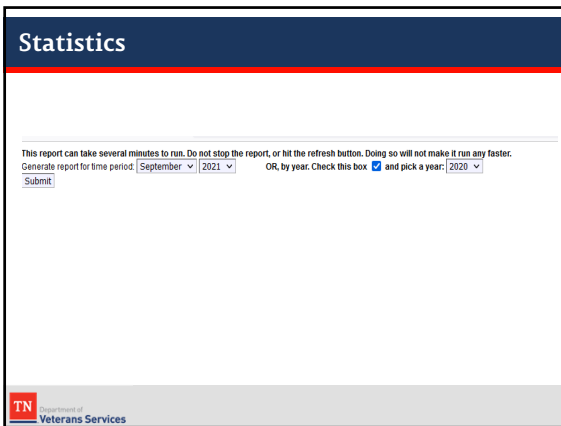 Statistics
This report can take several minutes to run. Do not stop the report, or hit the refresh button. Doing so will not make it run any faster.
Generate report for time period: September 2021 OR, by year. Check this box and pick a year: 2020
Submit
TN
Department of
Veterans Services